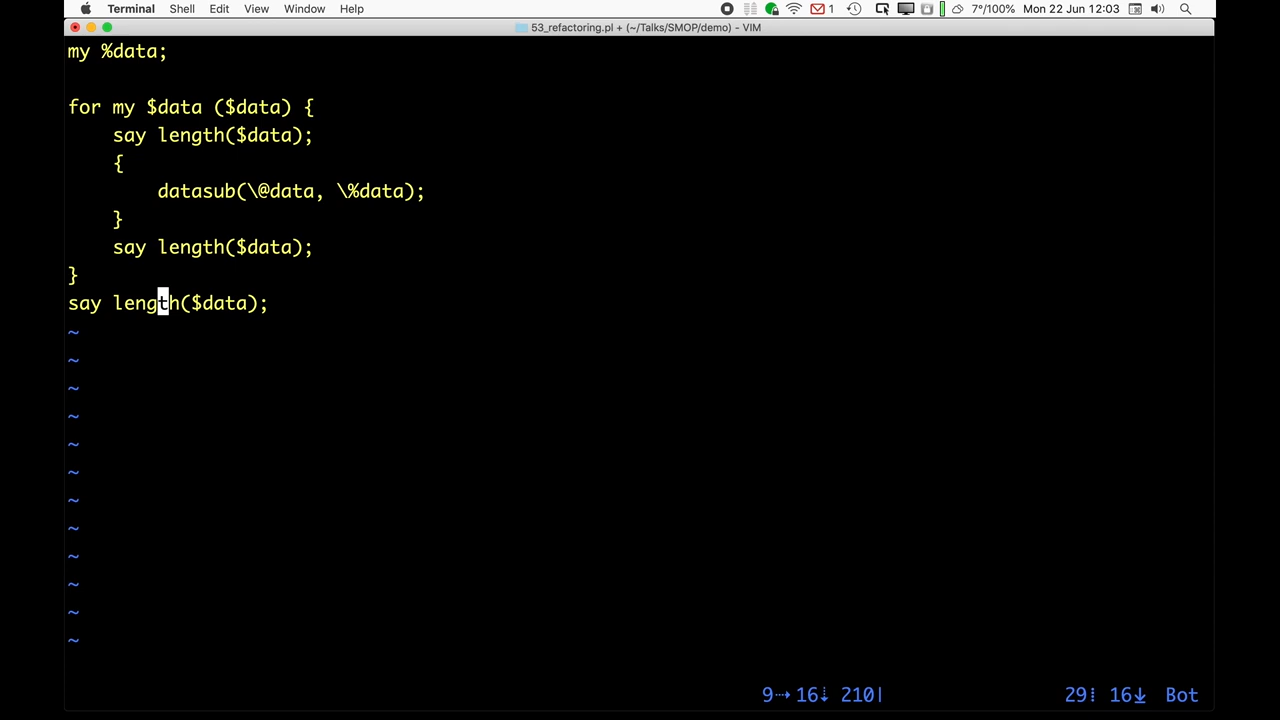 Terminal Shell Edit View Window Help 1 7°/100% Mon 22 Jun 12:03
53_refactoring.pl + (~/Talks/SMOP/demo) - VIM
my %data;
for my $data ($data) {
    say length($data);
    {
        datasub(\@data, \%data);
    }
    say length($data);
}
say length($data);
~
~
~
~
~
~
~
~
~
~
~
~
9⇢16⇣ 210| 29⁞ 16↓ Bot